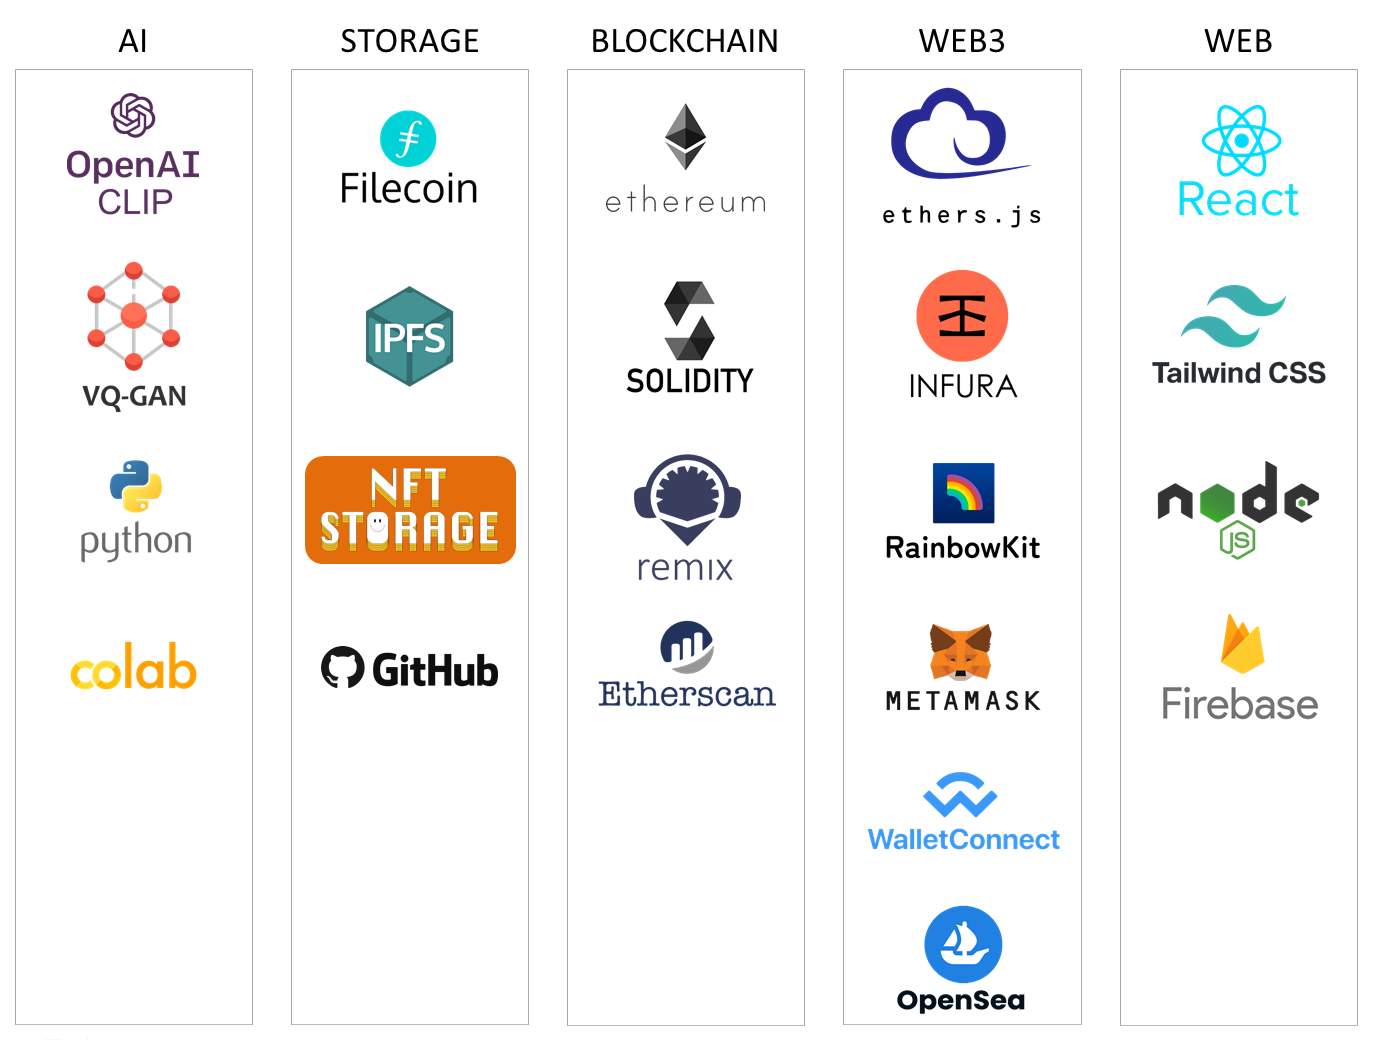 AI
OpenAI
CLIP
VQ-GAN
python
colab
STORAGE
Filecoin
IPFS
NFT
STORAGE
GitHub
BLOCKCHAIN
ethereum
SOLIDITY
remix
Etherscan
WEB3
ethers.js
INFURA
RainbowKit
METAMASK
WalletConnect
OpenSea
WEB
React
Tailwind CSS
node
JS
Firebase